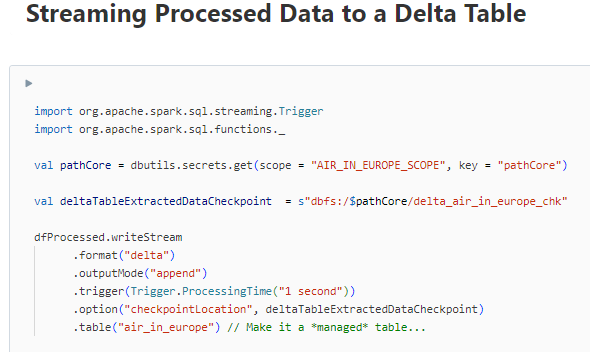 Streaming Processed Data to a Delta Table
import org.apache.spark.sql.streaming.Trigger
import org.apache.spark.sql.functions._
val pathCore = dbutils.secrets.get(scope = "AIR_IN_EUROPE_SCOPE", key = "pathCore")
val deltaTableExtractedDataCheckpoint  = s"dbfs:/$pathCore/delta_air_in_europe_chk"
dfProcessed.writeStream
.format("delta")
.outputMode("append")
.trigger(Trigger.ProcessingTime("1 second"))
.option("checkpointLocation", deltaTableExtractedDataCheckpoint)
.table("air_in_europe") // Make it a *managed* table...